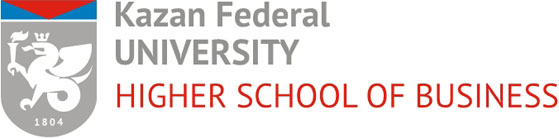 Kazan Federal
UNIVERSITY
HIGHER SCHOOL OF BUSINESS
1804